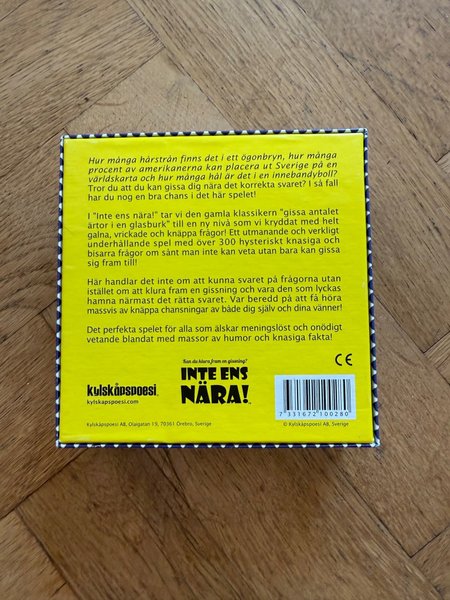 Hur många hårstrån finns det i ett ögonbryn, hur många
procent av amerikanerna kan placera ut Sverige på en
världskarta och hur många hål är det i en innebandyboll?
Tror du att du kan gissa dig nära det korrekta svaret? I så fall
har du nog en bra chans i det här spelet!
I "Inte ens nära!" tar vi den gamla klassikern "gissa antalet
ärtor i en glasburk" till en ny nivå som vi kryddat med helt
galna, vrickade och knäppa frågor! Ett utmanande och verkligt
underhållande spel med över 300 hysteriskt knasiga och
bisarra frågor om sånt man inte kan veta utan bara kan gissa
sig fram till!
Här handlar det inte om att kunna svaret på frågorna utan
istället om att klura fram en gissning och vara den som lyckas
hamna närmast det rätta svaret. Var beredd på att få höra
massvis av knäppa chansningar av både dig själv och dina vänner!
Det perfekta spelet för alla som älskar meningslöst och onödigt
vetande blandat med massor av humor och knasiga fakta!
CE
Kan du klura fram en gissning?
INTE ENS
NÄRA!
Kylskåpspoesi
kylskapspoesi.com
7 331672 100280
Kylskåpspoesi AB, Olaigatan 19, 70361 Örebro, Sverige
© Kylskåpspoesi AB, Sverige